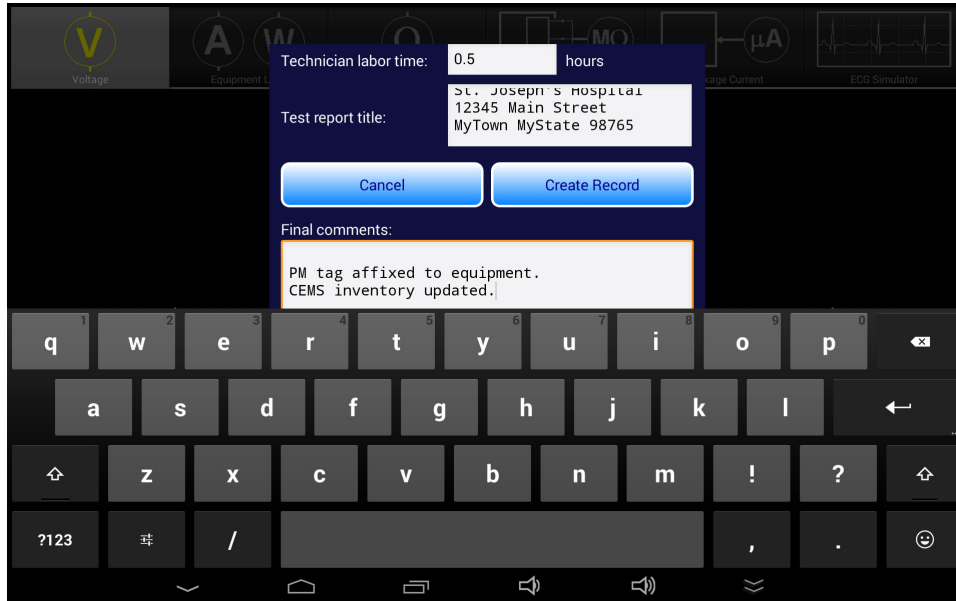 V
A
W
Ω
MΩ
μA
Voltage
Equipment L
kage Current
ECG Simulator
Technician labor time:
0.5
hours
Test report title:
St. Joseph's Hospital
12345 Main Street
MyTown MyState 98765
Cancel
Create Record
Final comments:
PM tag affixed to equipment.
CEMS inventory updated.
1 2 3 4 5 6 7 8 9 0
q w e r t y u i o p
a s d f g h j k l
z x c v b n m ! ?
?123 / , .